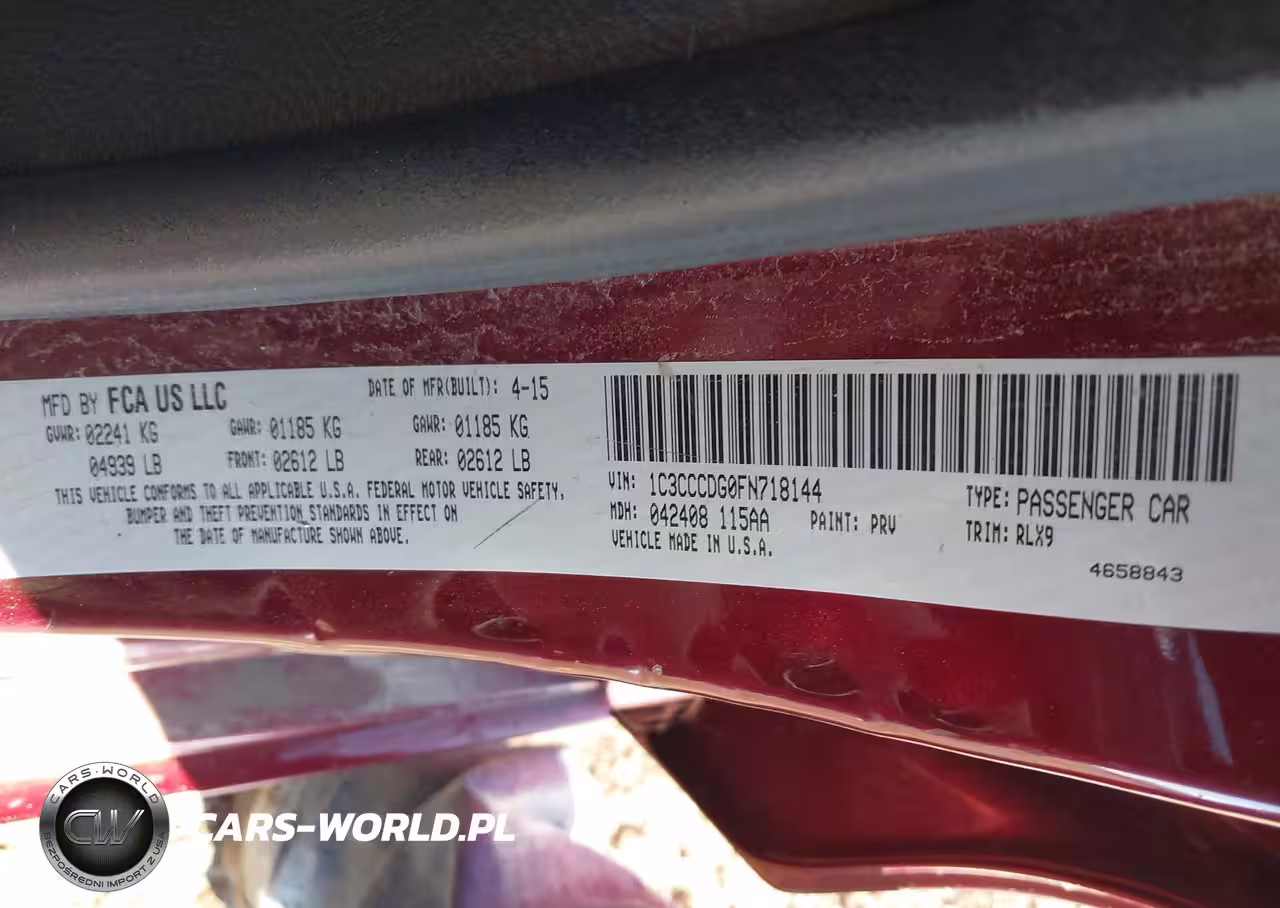 MFD BY FCA US LLC
DATE OF MFR(BUILT): 4-15
GVWR: 02241 KG
04939 LB
GAWR: 01185 KG
FRONT: 02612 LB
GAWR: 01185 KG
REAR: 02612 LB
THIS VEHICLE CONFORMS TO ALL APPLICABLE U.S.A. FEDERAL MOTOR VEHICLE SAFETY,
BUMPER AND THEFT PREVENTION STANDARDS IN EFFECT ON
THE DATE OF MANUFACTURE SHOWN ABOVE.
VIN: 1C3CCCDG0FN718144
TYPE: PASSENGER CAR
MDH: 042408 115AA
PAINT: PRV
TRIM: RLX9
VEHICLE MADE IN U.S.A.
4658843
CARS-WORLD
CW
BEZPOŚREDNI IMPORT Z USA
CARS-WORLD.PL